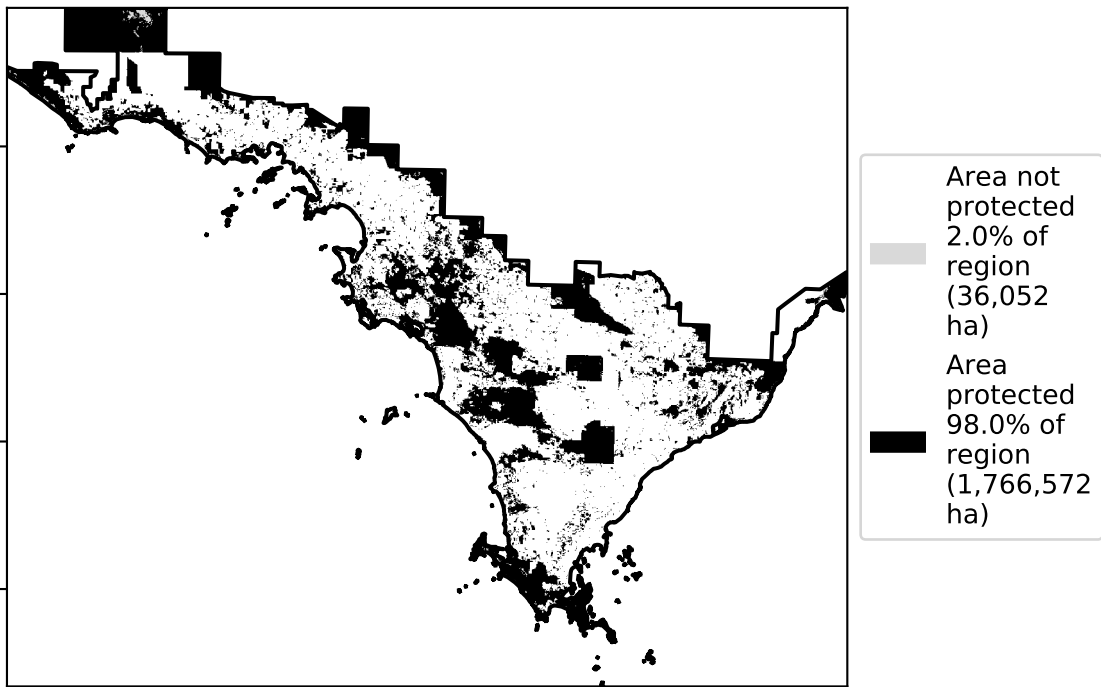 Area not
protected
2.0% of
region
(36,052
ha)
Area
protected
98.0% of
region
(1,766,572
ha)